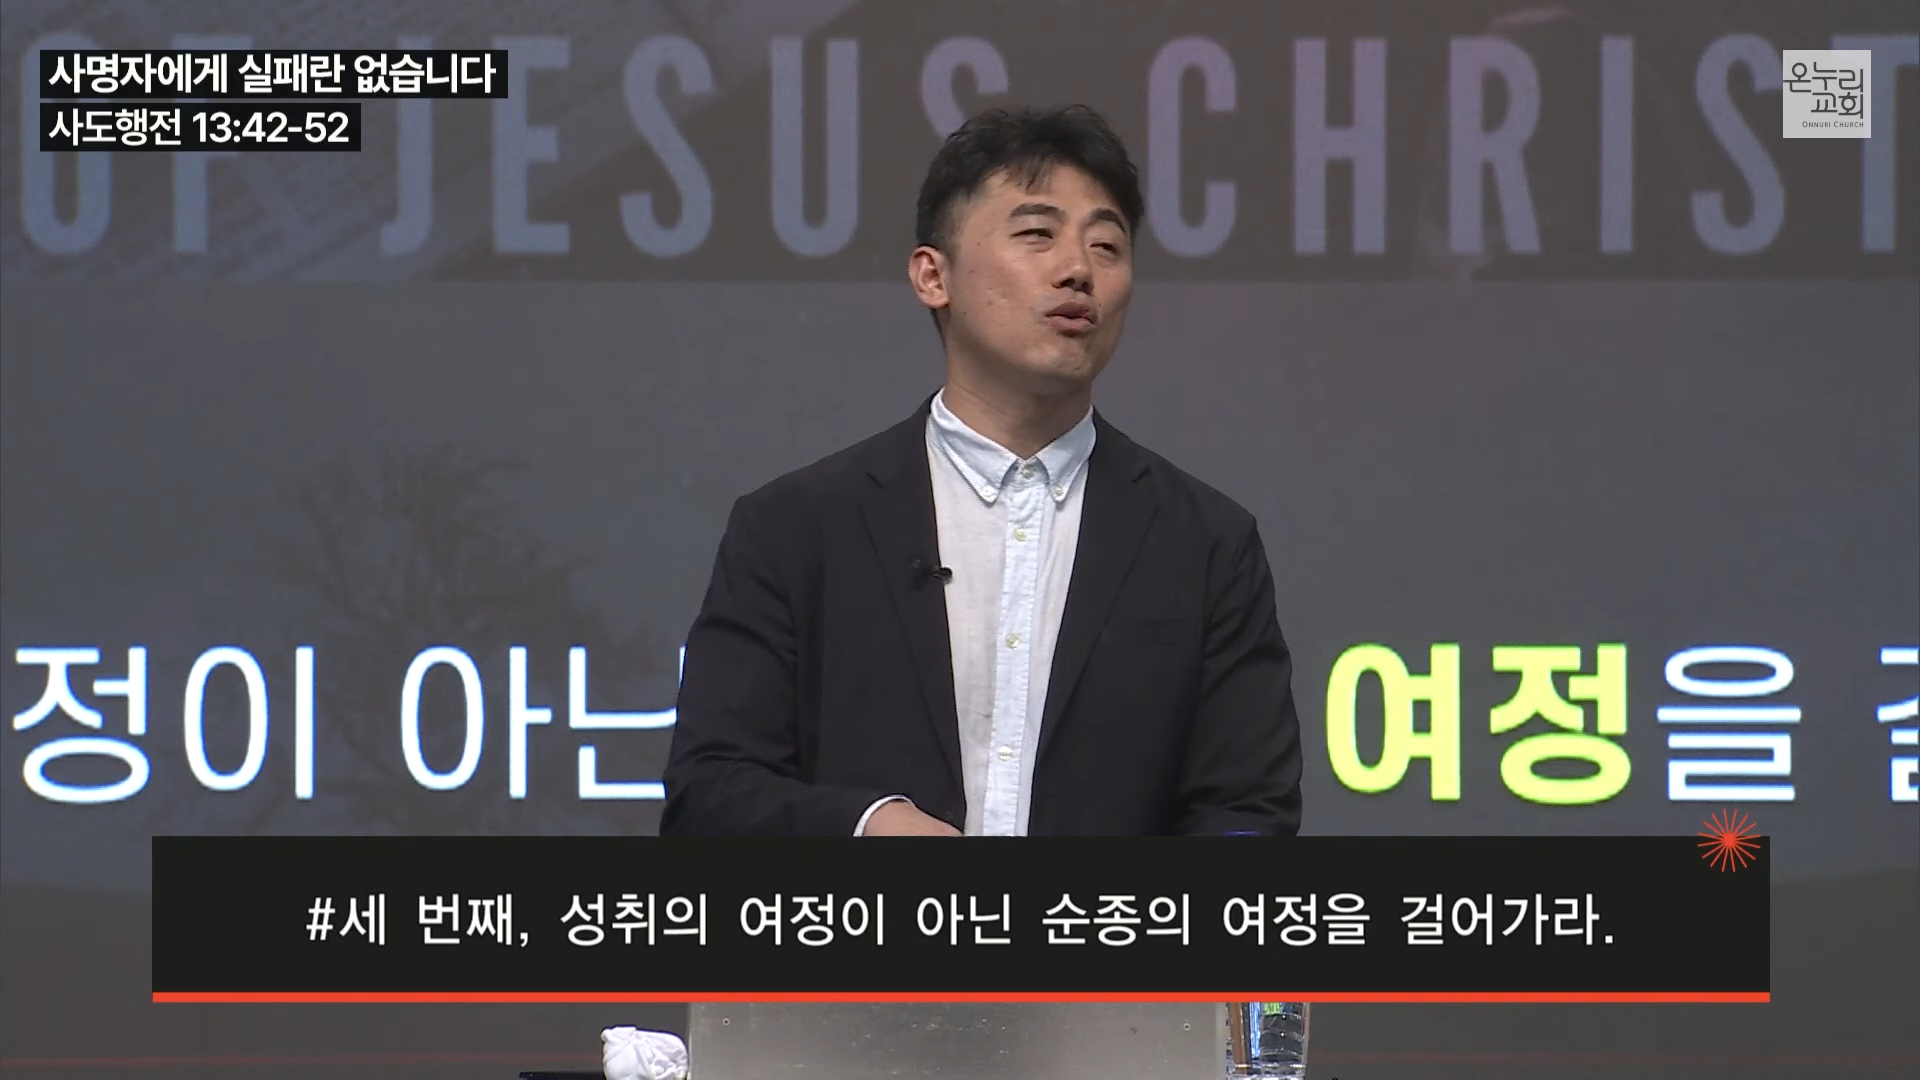 사명자에게 실패란 없습니다
사도행전 13:42-52
온누리
교회
ONNURI CHURCH
OF JESUS CHRIST
정이 아닌 여정을
#세 번째, 성취의 여정이 아닌 순종의 여정을 걸어가라.